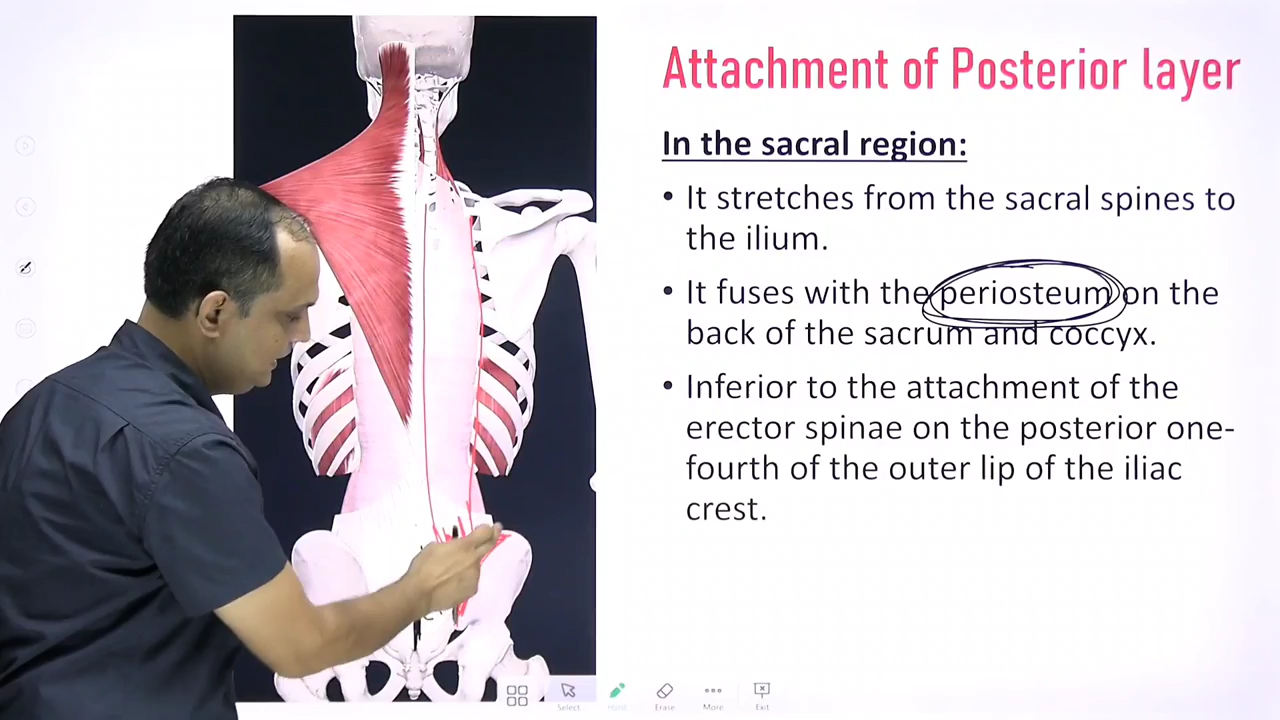 Attachment of Posterior layer
In the sacral region:
• It stretches from the sacral spines to
the ilium.
• It fuses with the periosteum on the
back of the sacrum and coccyx.
• Inferior to the attachment of the
erector spinae on the posterior one-
fourth of the outer lip of the iliac
crest.
Select
Erase
More
Exit